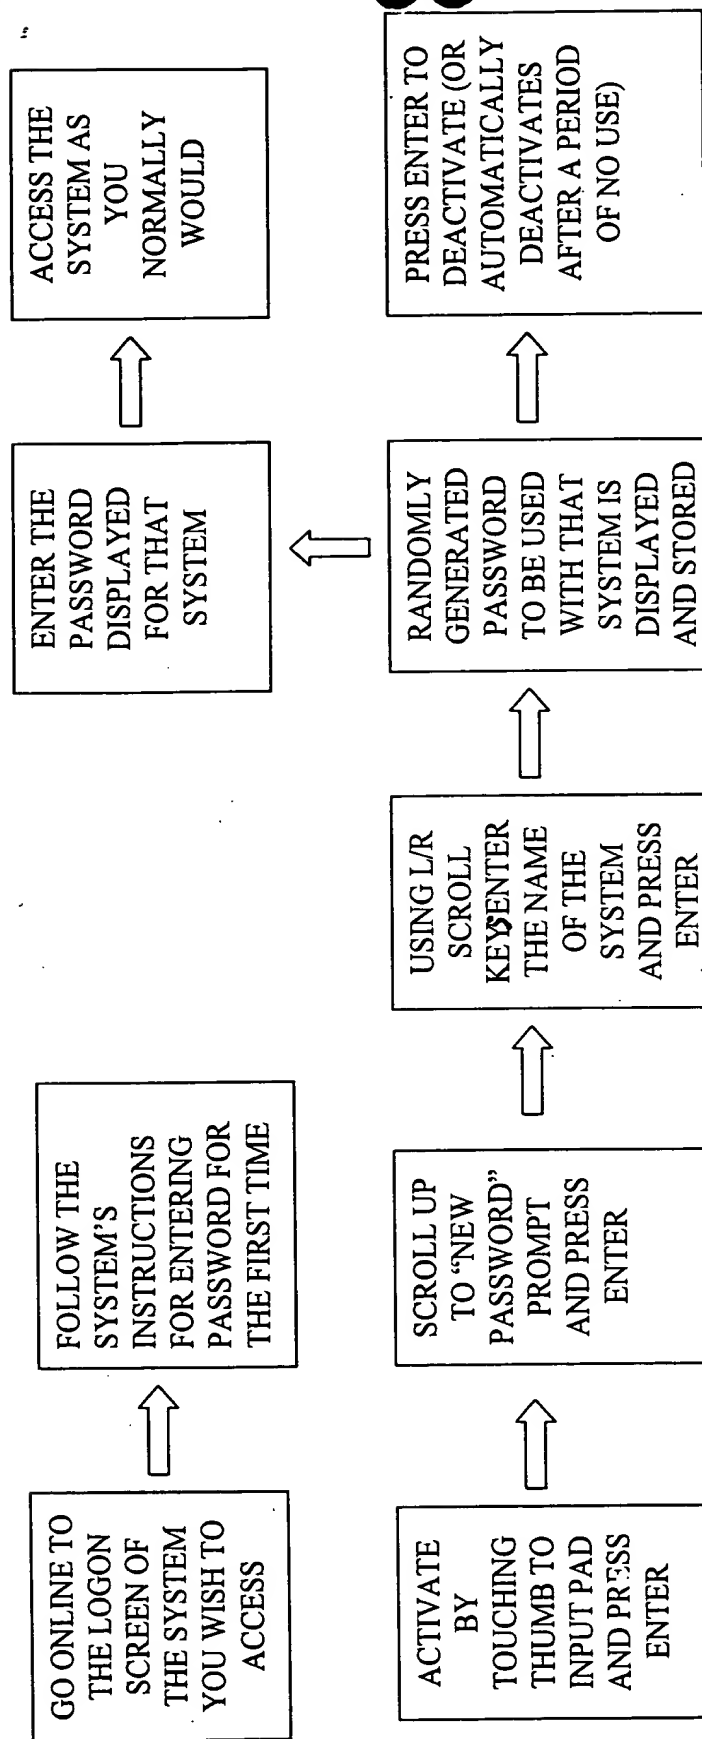 GO ONLINE TO
THE LOGON
SCREEN OF
THE SYSTEM
YOU WISH TO
ACCESS
FOLLOW THE
SYSTEM'S
INSTRUCTIONS
FOR ENTERING
PASSWORD FOR
THE FIRST TIME
ENTER THE
PASSWORD
DISPLAYED
FOR THAT
SYSTEM
ACCESS THE
SYSTEM AS
YOU
NORMALLY
WOULD
ACTIVATE
BY
TOUCHING
THUMB TO
INPUT PAD
AND PRESS
ENTER
SCROLL UP
TO “NEW
PASSWORD”
PROMPT
AND PRESS
ENTER
USING L/R
SCROLL
KEYS ENTER
THE NAME
OF THE
SYSTEM
AND PRESS
ENTER
RANDOMLY
GENERATED
PASSWORD
TO BE USED
WITH THAT
SYSTEM IS
DISPLAYED
AND STORED
PRESS ENTER TO
DEACTIVATE (OR
AUTOMATICALLY
DEACTIVATES
AFTER A PERIOD
OF NO USE)